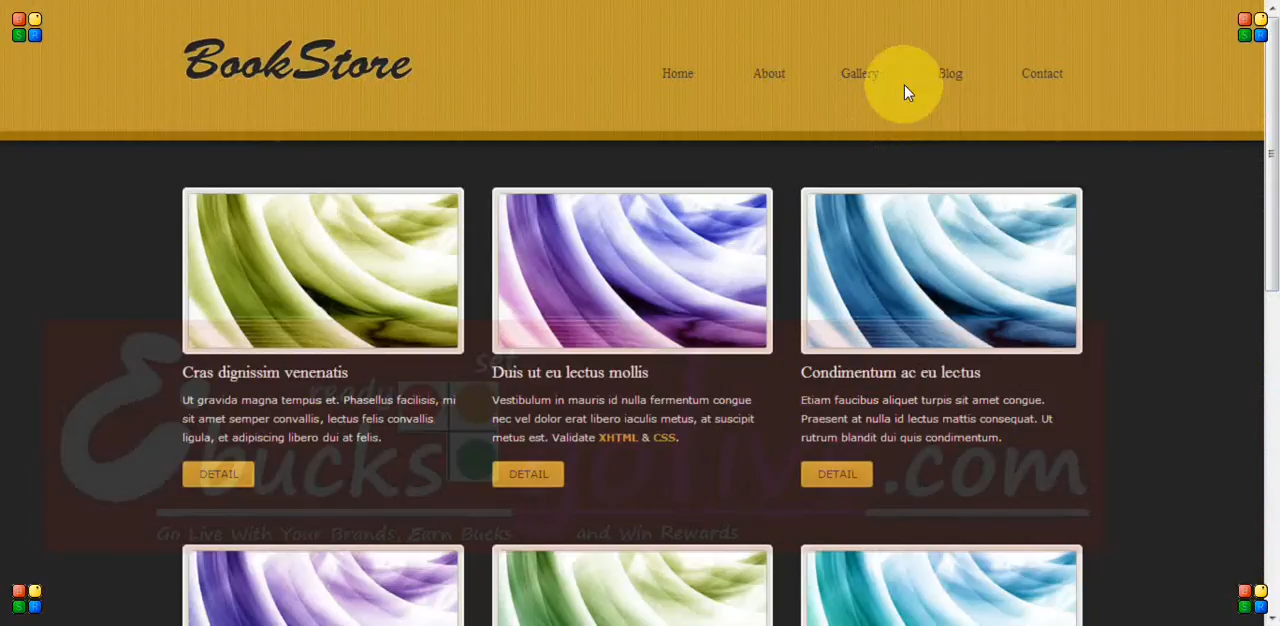 BookStore
Home About Gallery Blog Contact
Cras dignissim venenatis
Ut gravida magna tempus et. Phasellus facilisis, mi
sit amet semper convallis, lectus felis convallis
ligula, et adipiscing libero dui at felis.
DETAIL
Duis ut eu lectus mollis
Vestibulum in mauris id nulla fermentum congue
nec vel dolor erat libero iaculis metus, at suscipit
metus est. Validate XHTML & CSS.
DETAIL
Condimentum ac eu lectus
Etiam faucibus aliquet turpis sit amet congue.
Praesent at nulla id lectus mattis consequat. Ut
rutrum blandit dui quis condimentum.
DETAIL
ready set
Ebucksgolive.com
Go Live With Your Brands, Earn Bucks and Win Rewards